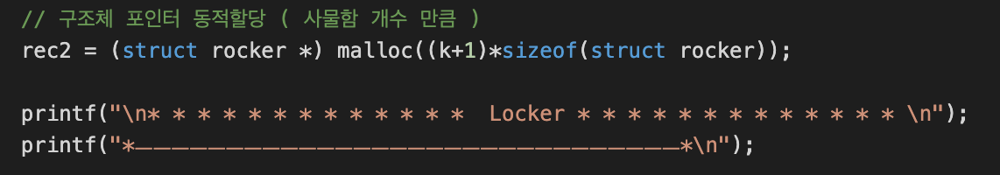 // 구조체 포인터 동적할당 ( 사물함 개수 만큼 )
rec2 = (struct rocker *) malloc((k+1)*sizeof(struct rocker));
printf("\n* * * * * * * * * * * * *  Locker * * * * * * * * * * * * * \n");
printf("*——————————————————————————————*\n");